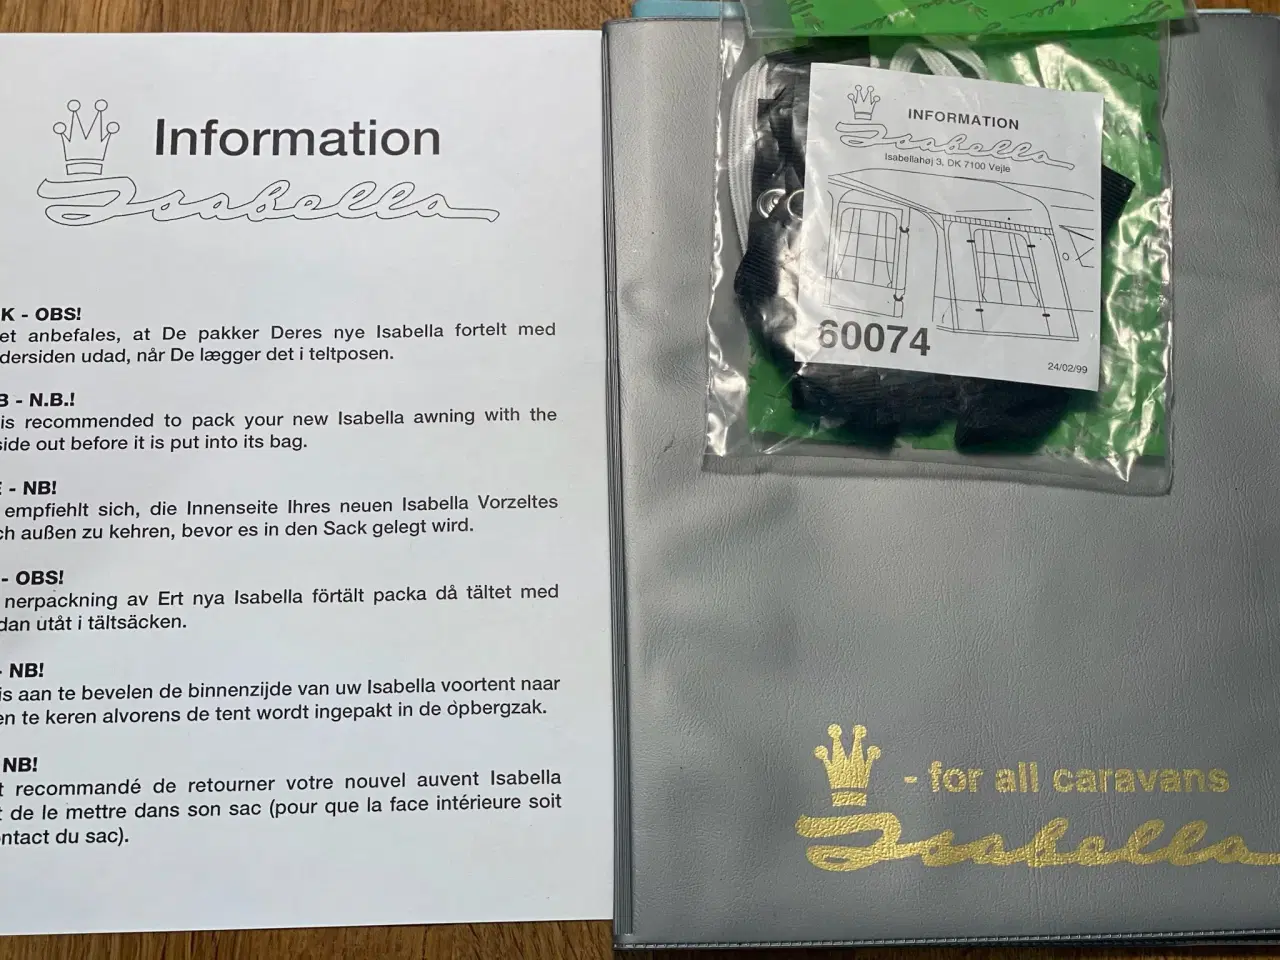 Information
Isabella
K - OBS!
et anbefales, at De pakker Deres nye Isabella fortelt med
dersiden udad, når De lægger det i teltposen.
B - N.B.!
is recommended to pack your new Isabella awning with the
side out before it is put into its bag.
- NB!
empfiehlt sich, die Innenseite Ihres neuen Isabella Vorzeltes
ch außen zu kehren, bevor es in den Sack gelegt wird.
- OBS!
nerpackning av Ert nya Isabella förtält packa då tältet med
dan utåt i tältsäcken.
- NB!
is aan te bevelen de binnenzijde van uw Isabella voortent naar
en te keren alvorens de tent wordt ingepakt in de opbergzak.
NB!
t recommandé de retourner votre nouvel auvent Isabella
t de le mettre dans son sac (pour que la face intérieure soit
ontact du sac).
INFORMATION
Isabella
Isabellahøj 3, DK 7100 Vejle
60074
24/02/99
- for all caravans
Isabella